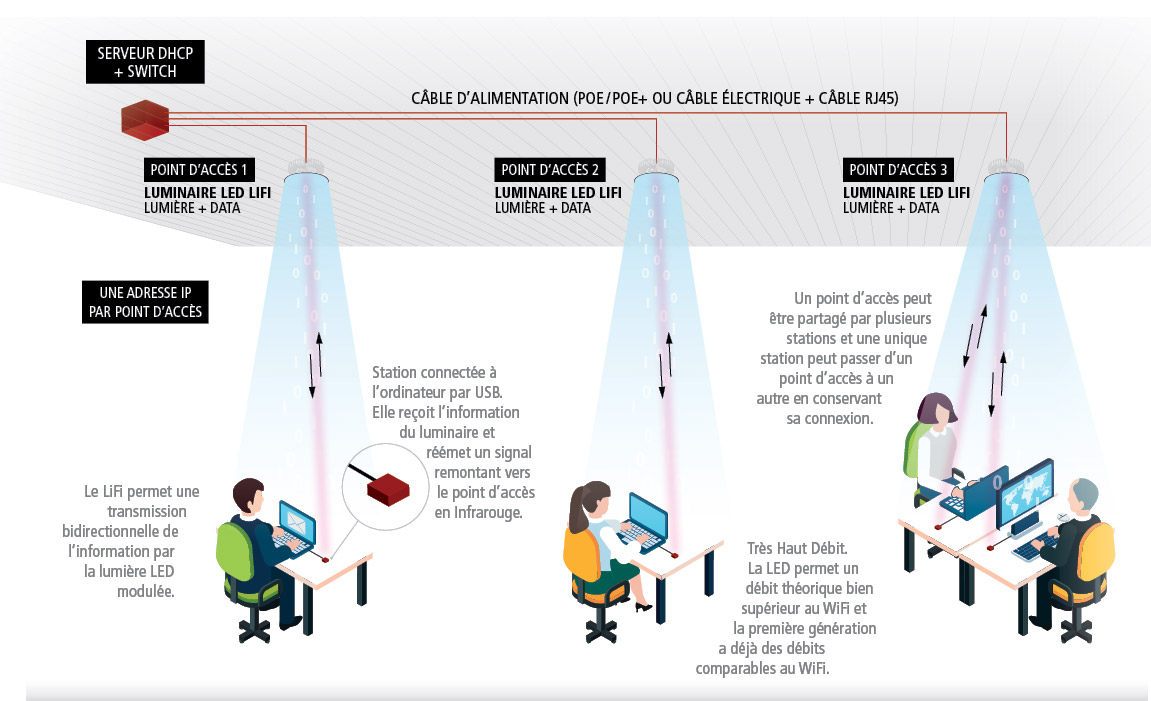 SERVEUR DHCP
+ SWITCH
CÂBLE D'ALIMENTATION (POE/POE+ OU CÂBLE ÉLECTRIQUE + CÂBLE RJ45)
POINT D'ACCÈS 1
LUMINAIRE LED LIFI
LUMIÈRE + DATA
POINT D'ACCÈS 2
LUMINAIRE LED LIFI
LUMIÈRE + DATA
POINT D'ACCÈS 3
LUMINAIRE LED LIFI
LUMIÈRE + DATA
UNE ADRESSE IP
PAR POINT D'ACCÈS
Un point d'accès peut
être partagé par plusieurs
stations et une unique
station peut passer d'un
point d'accès à un
autre en conservant
sa connexion.
Station connectée à
l'ordinateur par USB.
Elle reçoit l'information
du luminaire et
réémet un signal
remontant vers
le point d'accès
en Infrarouge.
Le LiFi permet une
transmission
bidirectionnelle de
l'information par
la lumière LED
modulée.
Très Haut Débit.
La LED permet un
débit théorique bien
supérieur au WiFi et
la première génération
a déjà des débits
comparables au WiFi.